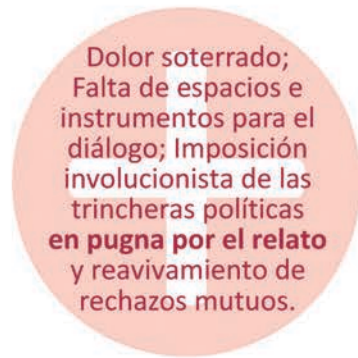 Dolor soterrado;
Falta de espacios e
instrumentos para el
diálogo; Imposición
involucionista de las
trincheras políticas
en pugna por el relato
y reavivamiento de
rechazos mutuos.